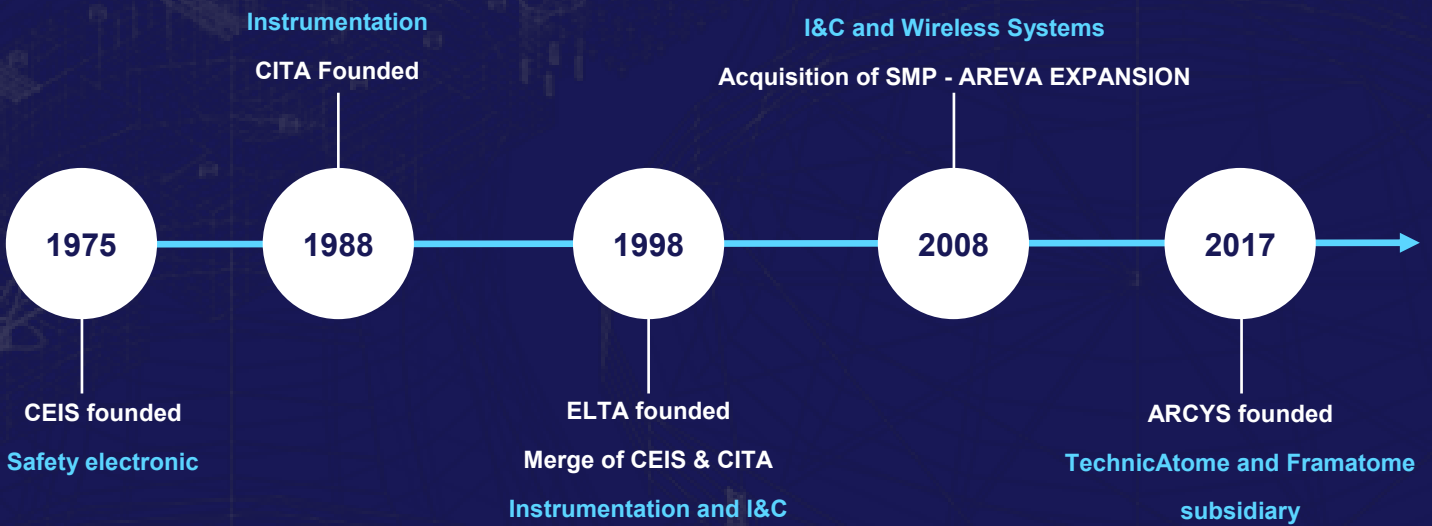 Instrumentation
CITA Founded
I&C and Wireless Systems
Acquisition of SMP - AREVA EXPANSION
1975
1988
1998
2008
2017
CEIS founded
Safety electronic
ELTA founded
Merge of CEIS & CITA
Instrumentation and I&C
ARCYS founded
TechnicAtome and Framatome
subsidiary